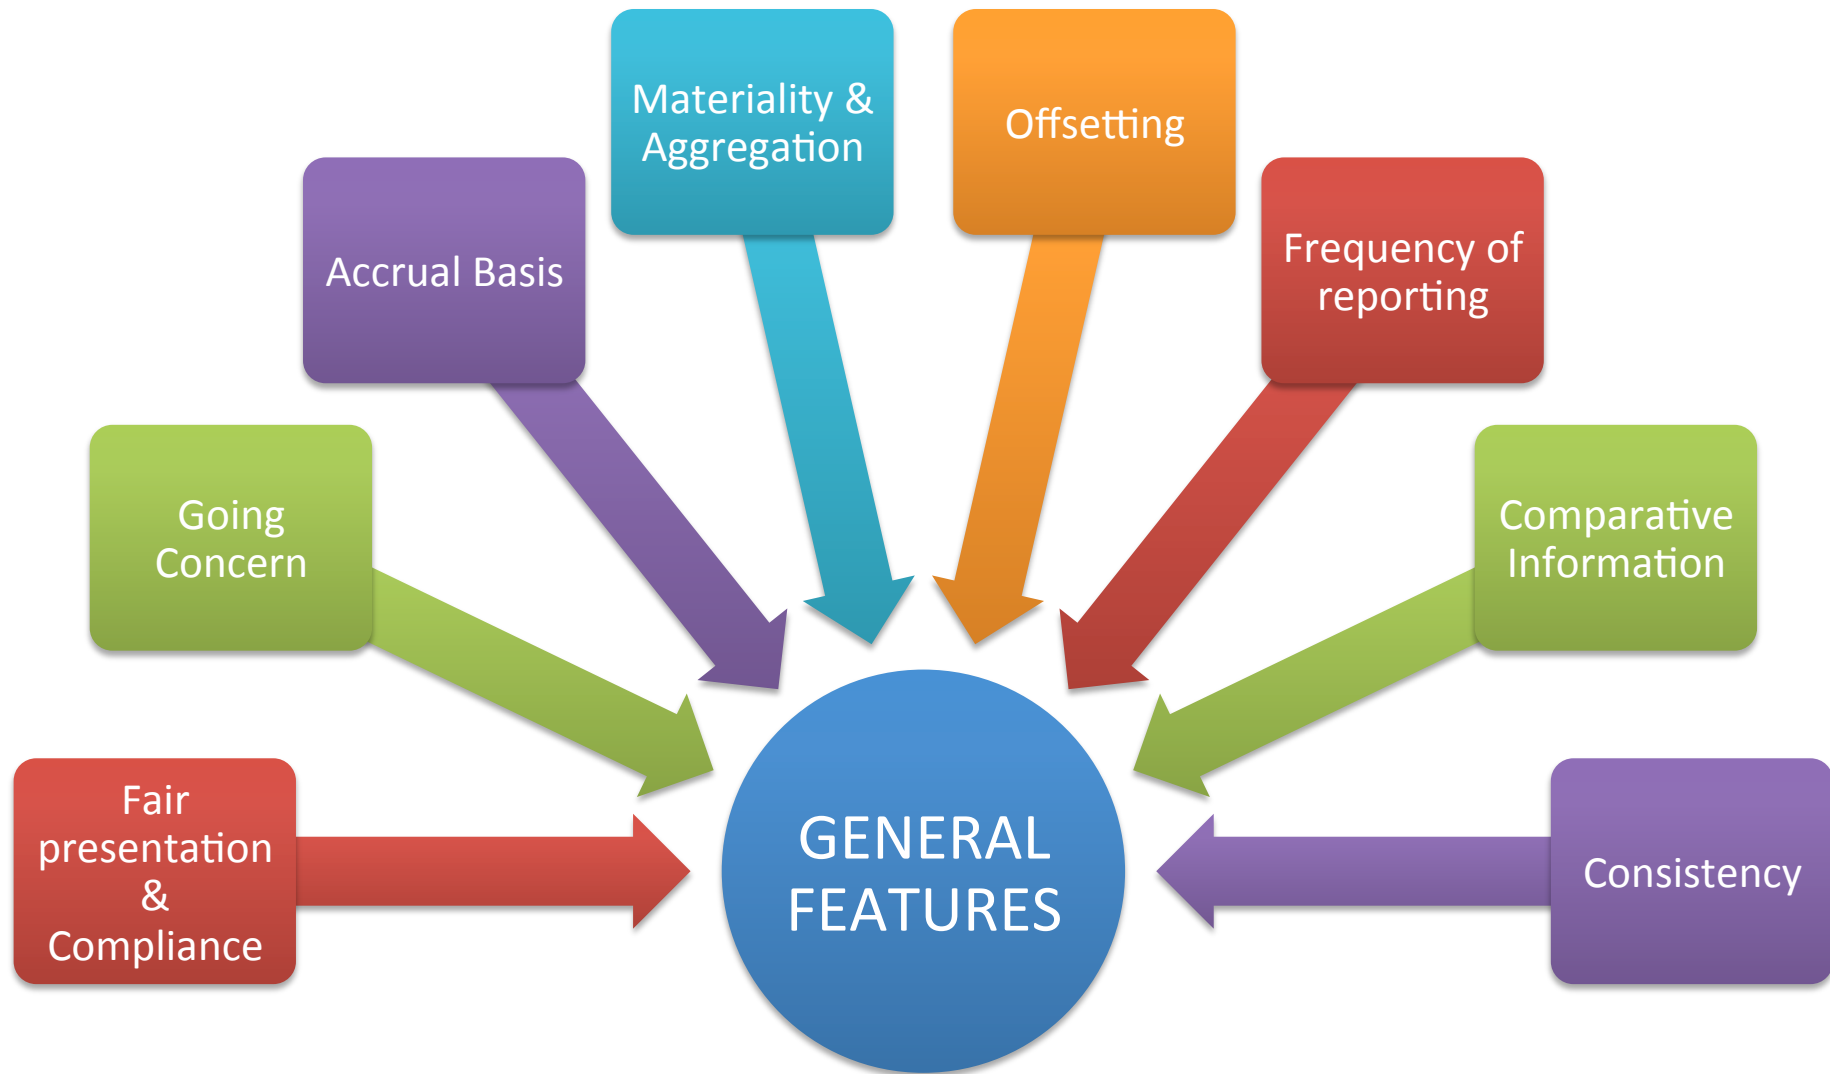 Materiality &
Aggregation
Offsetting
Accrual Basis
Frequency of
reporting
Going
Concern
Comparative
Information
Fair
presentation
&
Compliance
GENERAL
FEATURES
Consistency